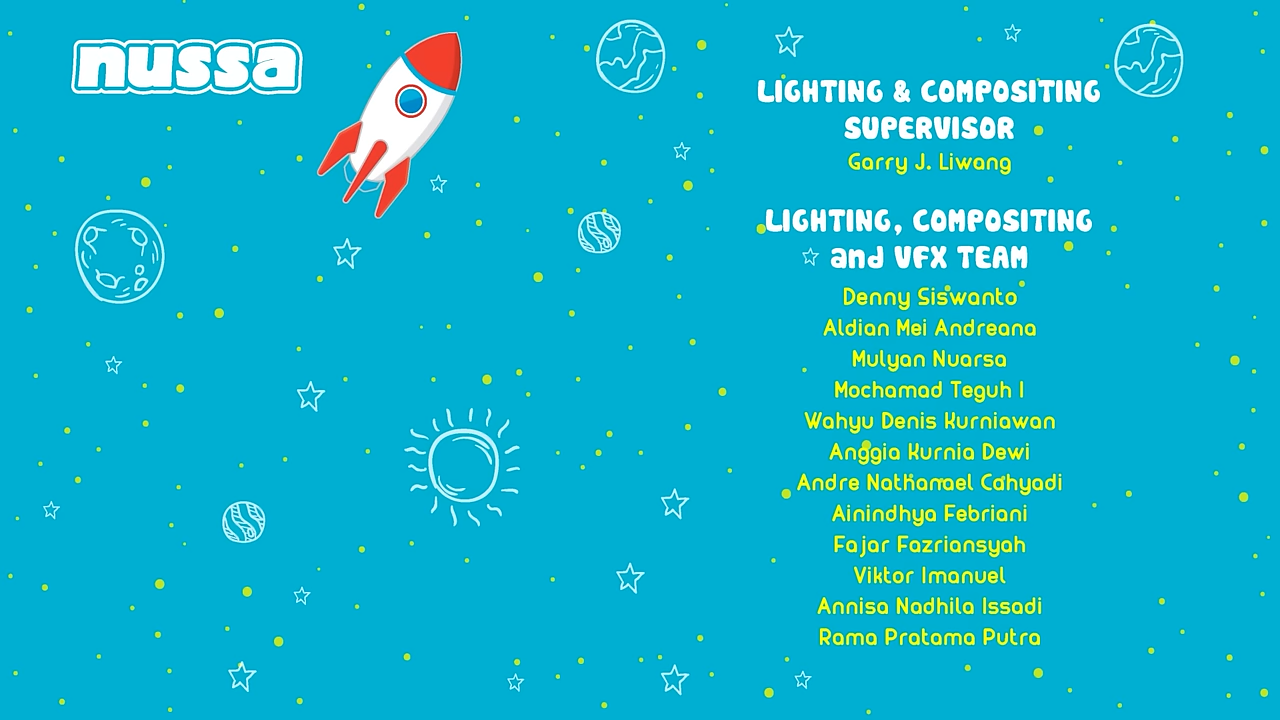 nussa
LIGHTING & COMPOSITING
SUPERVISOR
Garry J. Liwang
LIGHTING, COMPOSITING
and VFX TEAM
Denny Siswanto
Aldian Mei Andreana
Mulyan Nuarsa
Mochamad Teguh I
Wahyu Denis Kurniawan
Anggia Kurnia Dewi
Andre Nathanael Cahyadi
Ainindhya Febriani
Fajar Fazriansyah
Viktor Imanuel
Annisa Nadhila Issadi
Rama Pratama Putra